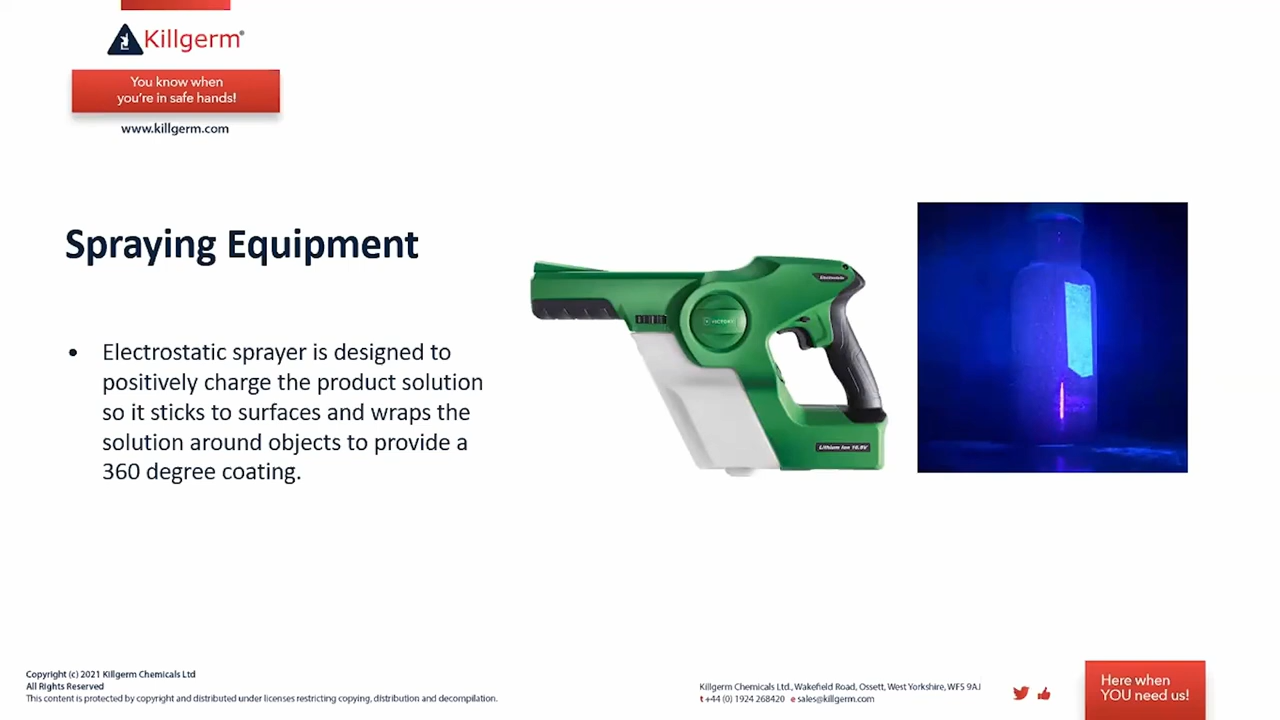 Killgerm®
You know when
you're in safe hands!
www.killgerm.com
Spraying Equipment
• Electrostatic sprayer is designed to
positively charge the product solution
so it sticks to surfaces and wraps the
solution around objects to provide a
360 degree coating.
Electrostatic
VICTORY
Lithium Ion 16.8V
Copyright (c) 2021 Killgerm Chemicals Ltd
All Rights Reserved
This content is protected by copyright and distributed under licenses restricting copying, distribution and decompilation.
Killgerm Chemicals Ltd., Wakefield Road, Ossett, West Yorkshire, WF5 9AJ
t +44 (0) 1924 268420 e sales@killgerm.com
Here when
YOU need us!